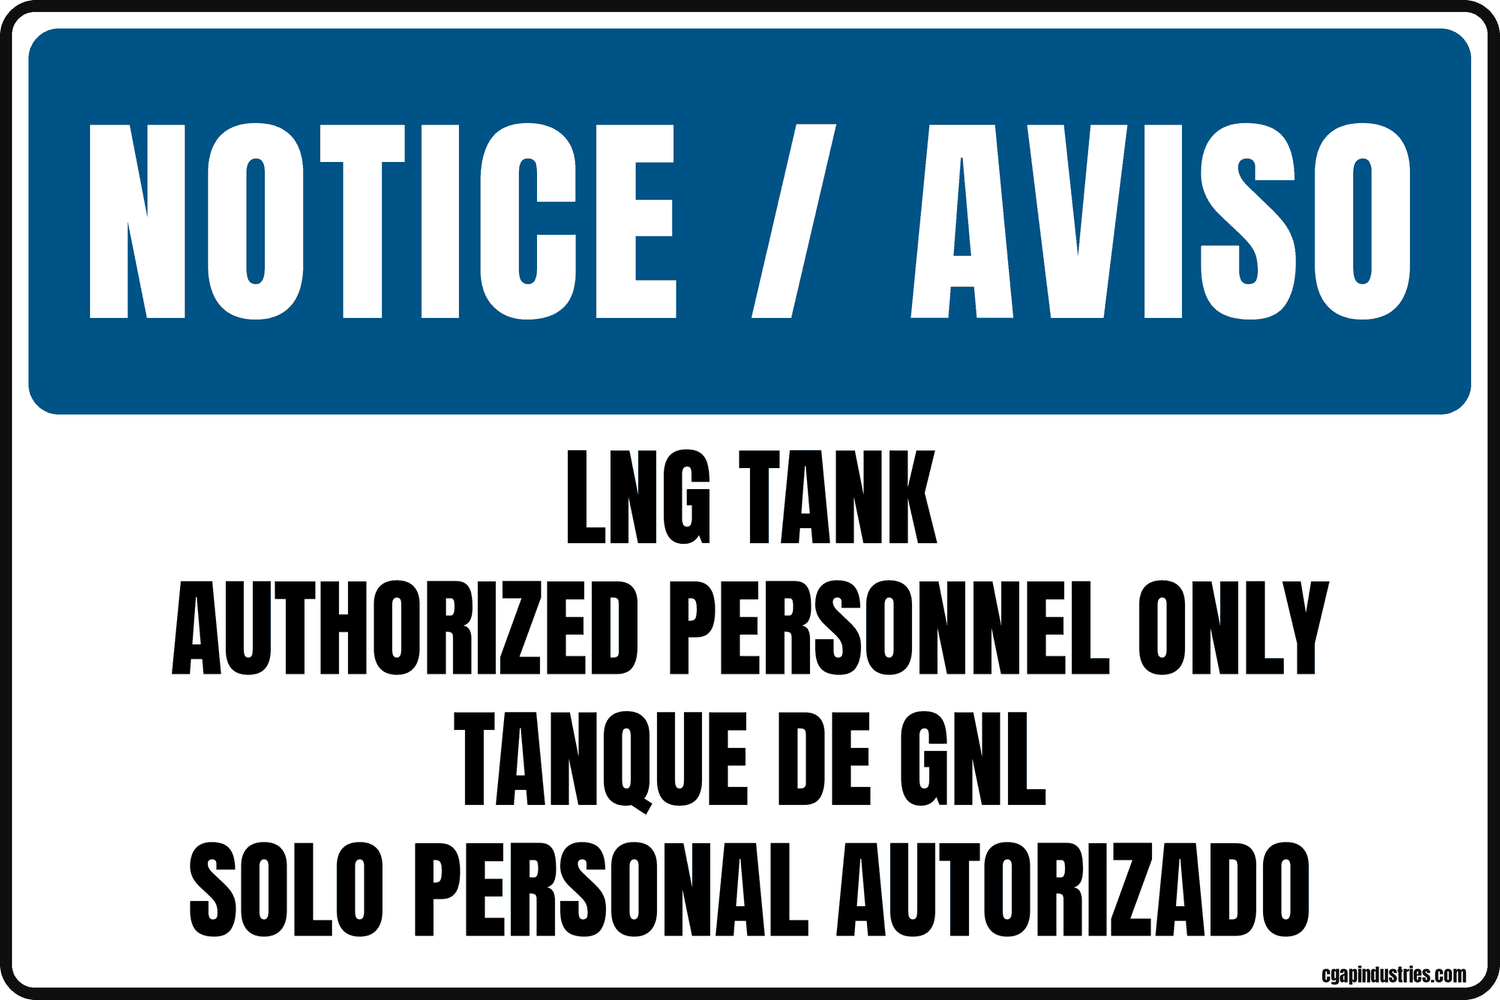 NOTICE / AVISO
LNG TANK
AUTHORIZED PERSONNEL ONLY
TANQUE DE GNL
SOLO PERSONAL AUTORIZADO
cgapindustries.com